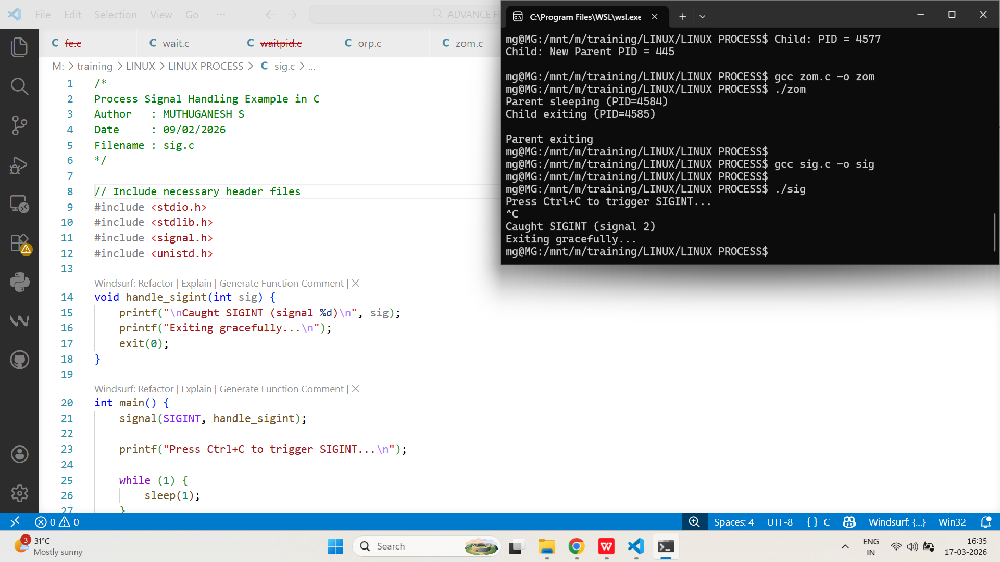 File Edit Selection View Go ··· ADVANCE
fe.c wait.c waitpid.c orp.c zom.c
M: > training > LINUX > LINUX PROCESS > C sig.c > ...
1 /*
2 Process Signal Handling Example in C
3 Author   : MUTHUGANESH S
4 Date     : 09/02/2026
5 Filename : sig.c
6 */
7
8 // Include necessary header files
9 #include <stdio.h>
10 #include <stdlib.h>
11 #include <signal.h>
12 #include <unistd.h>
13
Windsurf: Refactor | Explain | Generate Function Comment | ×
14 void handle_sigint(int sig) {
15     printf("\nCaught SIGINT (signal %d)\n", sig);
16     printf("Exiting gracefully...\n");
17     exit(0);
18 }
19
Windsurf: Refactor | Explain | Generate Function Comment | ×
20 int main() {
21     signal(SIGINT, handle_sigint);
22
23     printf("Press Ctrl+C to trigger SIGINT...\n");
24
25     while (1) {
26         sleep(1);
27     }
C:\Program Files\WSL\wsl.exe
mg@MG:/mnt/m/training/LINUX/LINUX PROCESS$ Child: PID = 4577
Child: New Parent PID = 445
mg@MG:/mnt/m/training/LINUX/LINUX PROCESS$ gcc zom.c -o zom
mg@MG:/mnt/m/training/LINUX/LINUX PROCESS$ ./zom
Parent sleeping (PID=4584)
Child exiting (PID=4585)
Parent exiting
mg@MG:/mnt/m/training/LINUX/LINUX PROCESS$
mg@MG:/mnt/m/training/LINUX/LINUX PROCESS$ gcc sig.c -o sig
mg@MG:/mnt/m/training/LINUX/LINUX PROCESS$
mg@MG:/mnt/m/training/LINUX/LINUX PROCESS$ ./sig
Press Ctrl+C to trigger SIGINT...
^C
Caught SIGINT (signal 2)
Exiting gracefully...
mg@MG:/mnt/m/training/LINUX/LINUX PROCESS$
0 0 Spaces: 4 UTF-8 {} C Windsurf: {...} Win32
3 31°C
Mostly sunny
Search
ENG
IN
16:35
17-03-2026